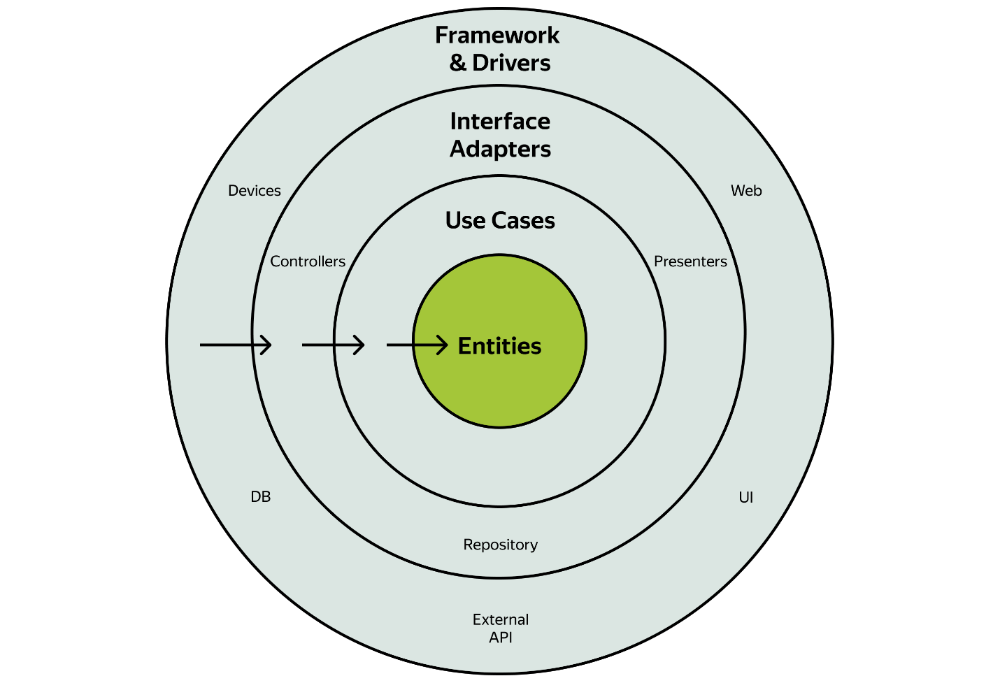 Framework
& Drivers
Interface
Adapters
Devices
Web
Use Cases
Controllers
Presenters
Entities
DB
UI
Repository
External
API